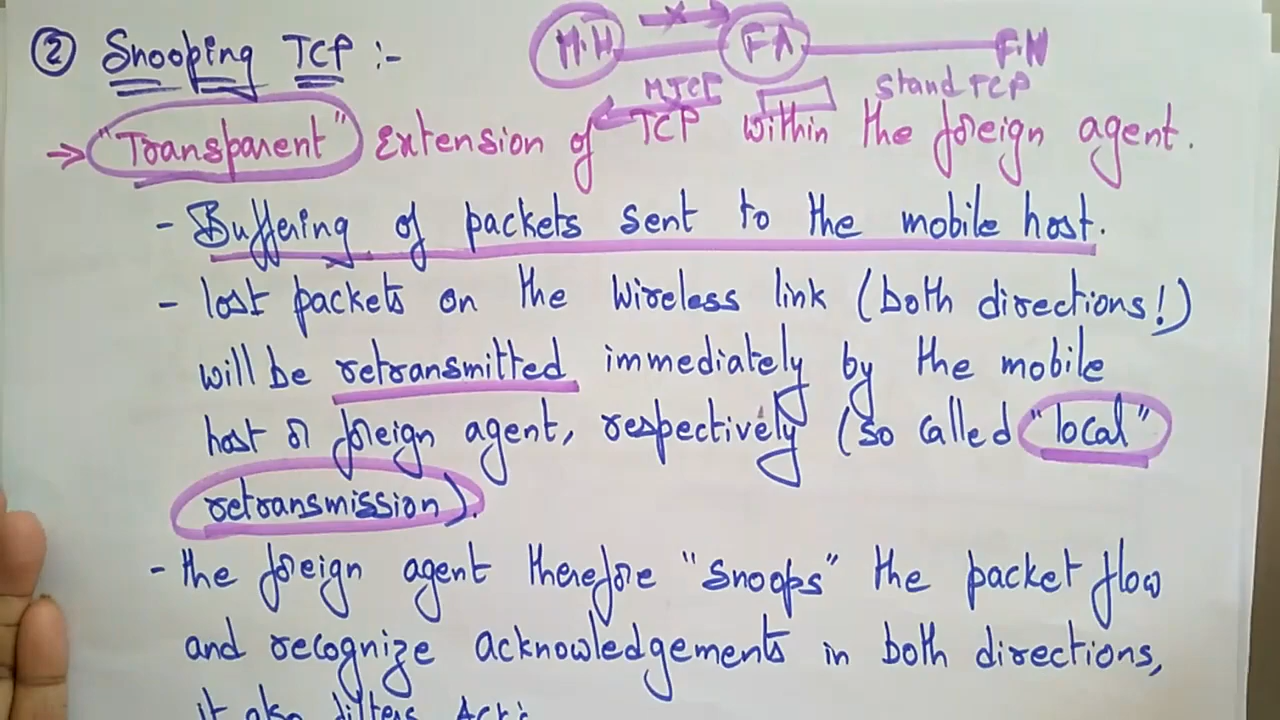 ② Snooping TCP :-
M.H FA F.N
MTCP stand TCP
→ "Transparent" Extension of TCP within the foreign agent.
- Buffering of packets sent to the mobile host.
- lost packets on the wireless link (both directions!)
will be retransmitted immediately by the mobile
host or foreign agent, respectively (so called "local"
retransmission).
- the foreign agent therefore "snoops" the packet flow
and recognize acknowledgements in both directions,
it also filters